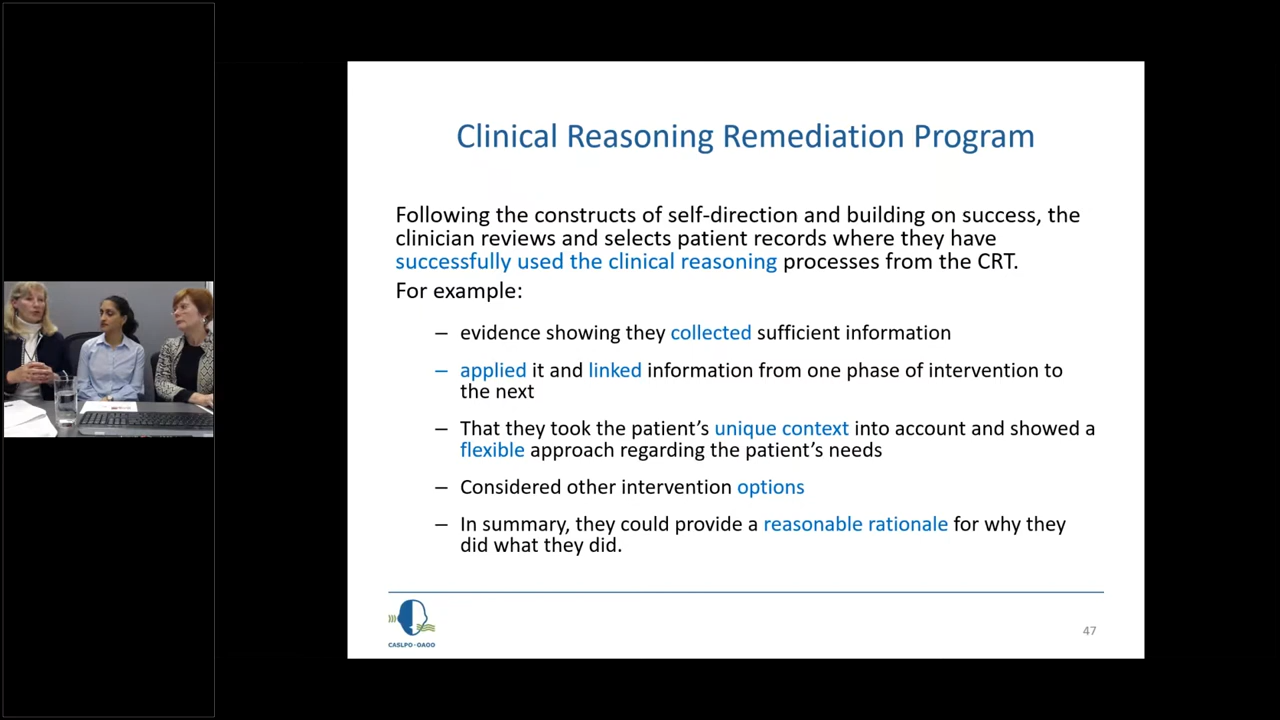 Clinical Reasoning Remediation Program
Following the constructs of self-direction and building on success, the
clinician reviews and selects patient records where they have
successfully used the clinical reasoning processes from the CRT.
For example:
– evidence showing they collected sufficient information
– applied it and linked information from one phase of intervention to
the next
– That they took the patient's unique context into account and showed a
flexible approach regarding the patient's needs
– Considered other intervention options
– In summary, they could provide a reasonable rationale for why they
did what they did.
CASLPO•OAOO
47